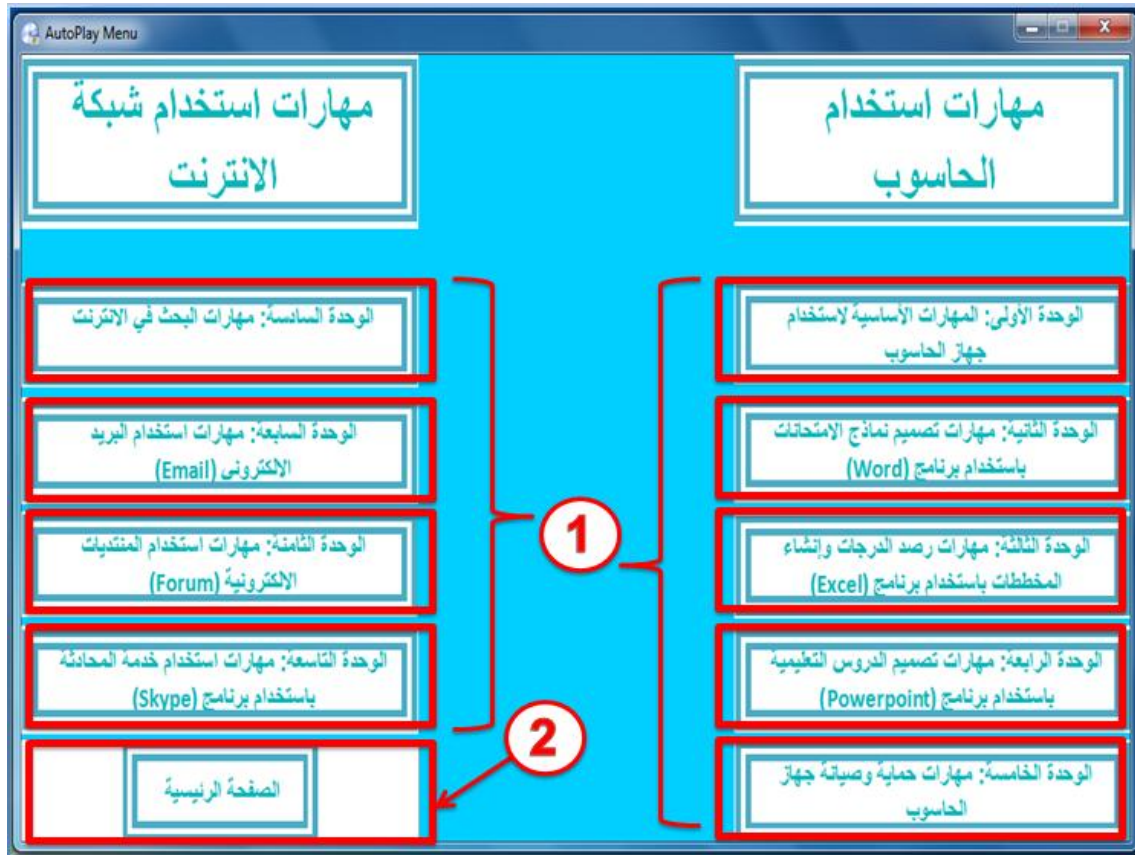 AutoPlay Menu
مهارات استخدام
الحاسوب
مهارات استخدام شبكة
الانترنت
الوحدة الأولى: المهارات الأساسية لاستخدام
جهاز الحاسوب
الوحدة الثانية: مهارات تصميم نماذج الامتحانات
باستخدام برنامج (Word)
الوحدة الثالثة: مهارات رصد الدرجات وإنشاء
المخططات باستخدام برنامج (Excel)
الوحدة الرابعة: مهارات تصميم الدروس التعليمية
باستخدام برنامج (Powerpoint)
الوحدة الخامسة: مهارات حماية وصيانة جهاز
الحاسوب
1
الوحدة السادسة: مهارات البحث في الانترنت
الوحدة السابعة: مهارات استخدام البريد
الالكتروني (Email)
الوحدة الثامنة: مهارات استخدام المنتديات
الالكترونية (Forum)
الوحدة التاسعة: مهارات استخدام خدمة المحادثة
باستخدام برنامج (Skype)
2
الصفحة الرئيسية